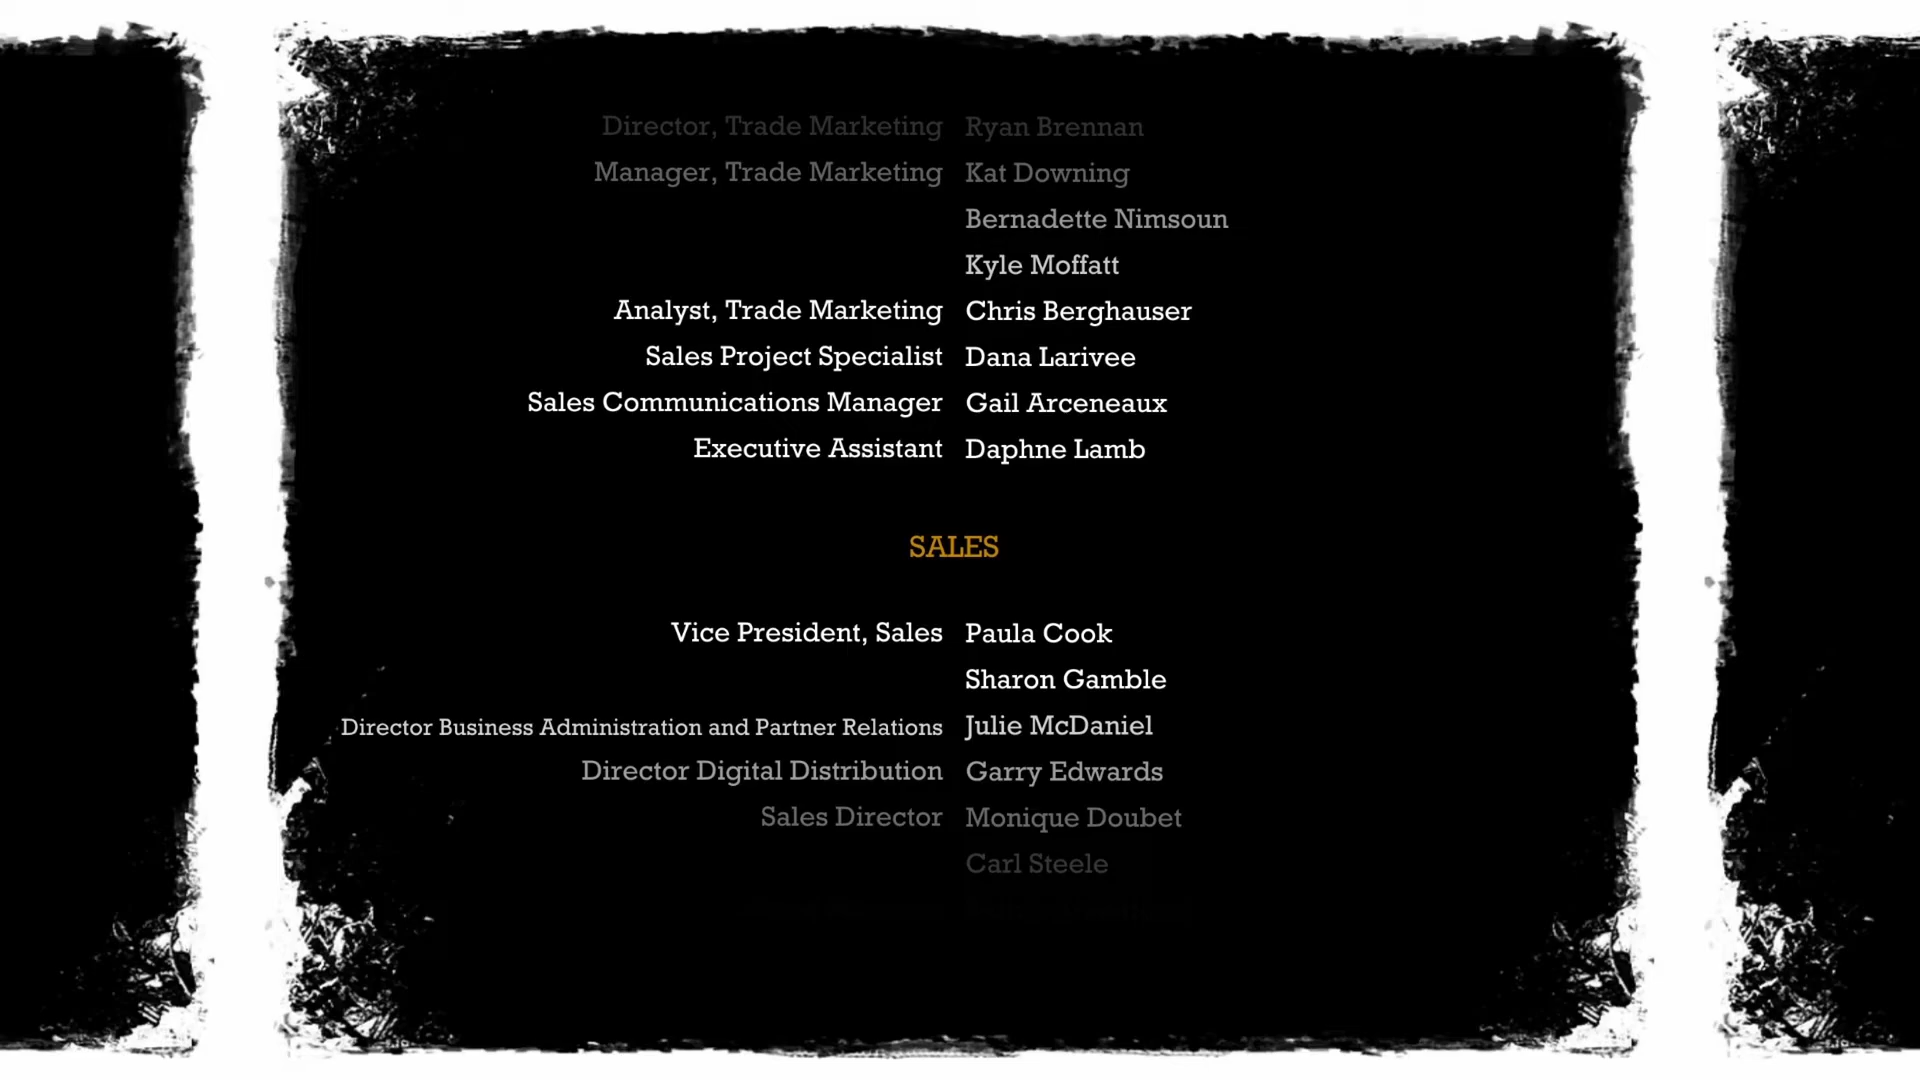 Director, Trade Marketing Ryan Brennan
Manager, Trade Marketing Kat Downing
Bernadette Nimsoun
Kyle Moffatt
Analyst, Trade Marketing Chris Berghauser
Sales Project Specialist Dana Larivee
Sales Communications Manager Gail Arceneaux
Executive Assistant Daphne Lamb
SALES
Vice President, Sales Paula Cook
Sharon Gamble
Director Business Administration and Partner Relations Julie McDaniel
Director Digital Distribution Garry Edwards
Sales Director Monique Doubet
Carl Steele